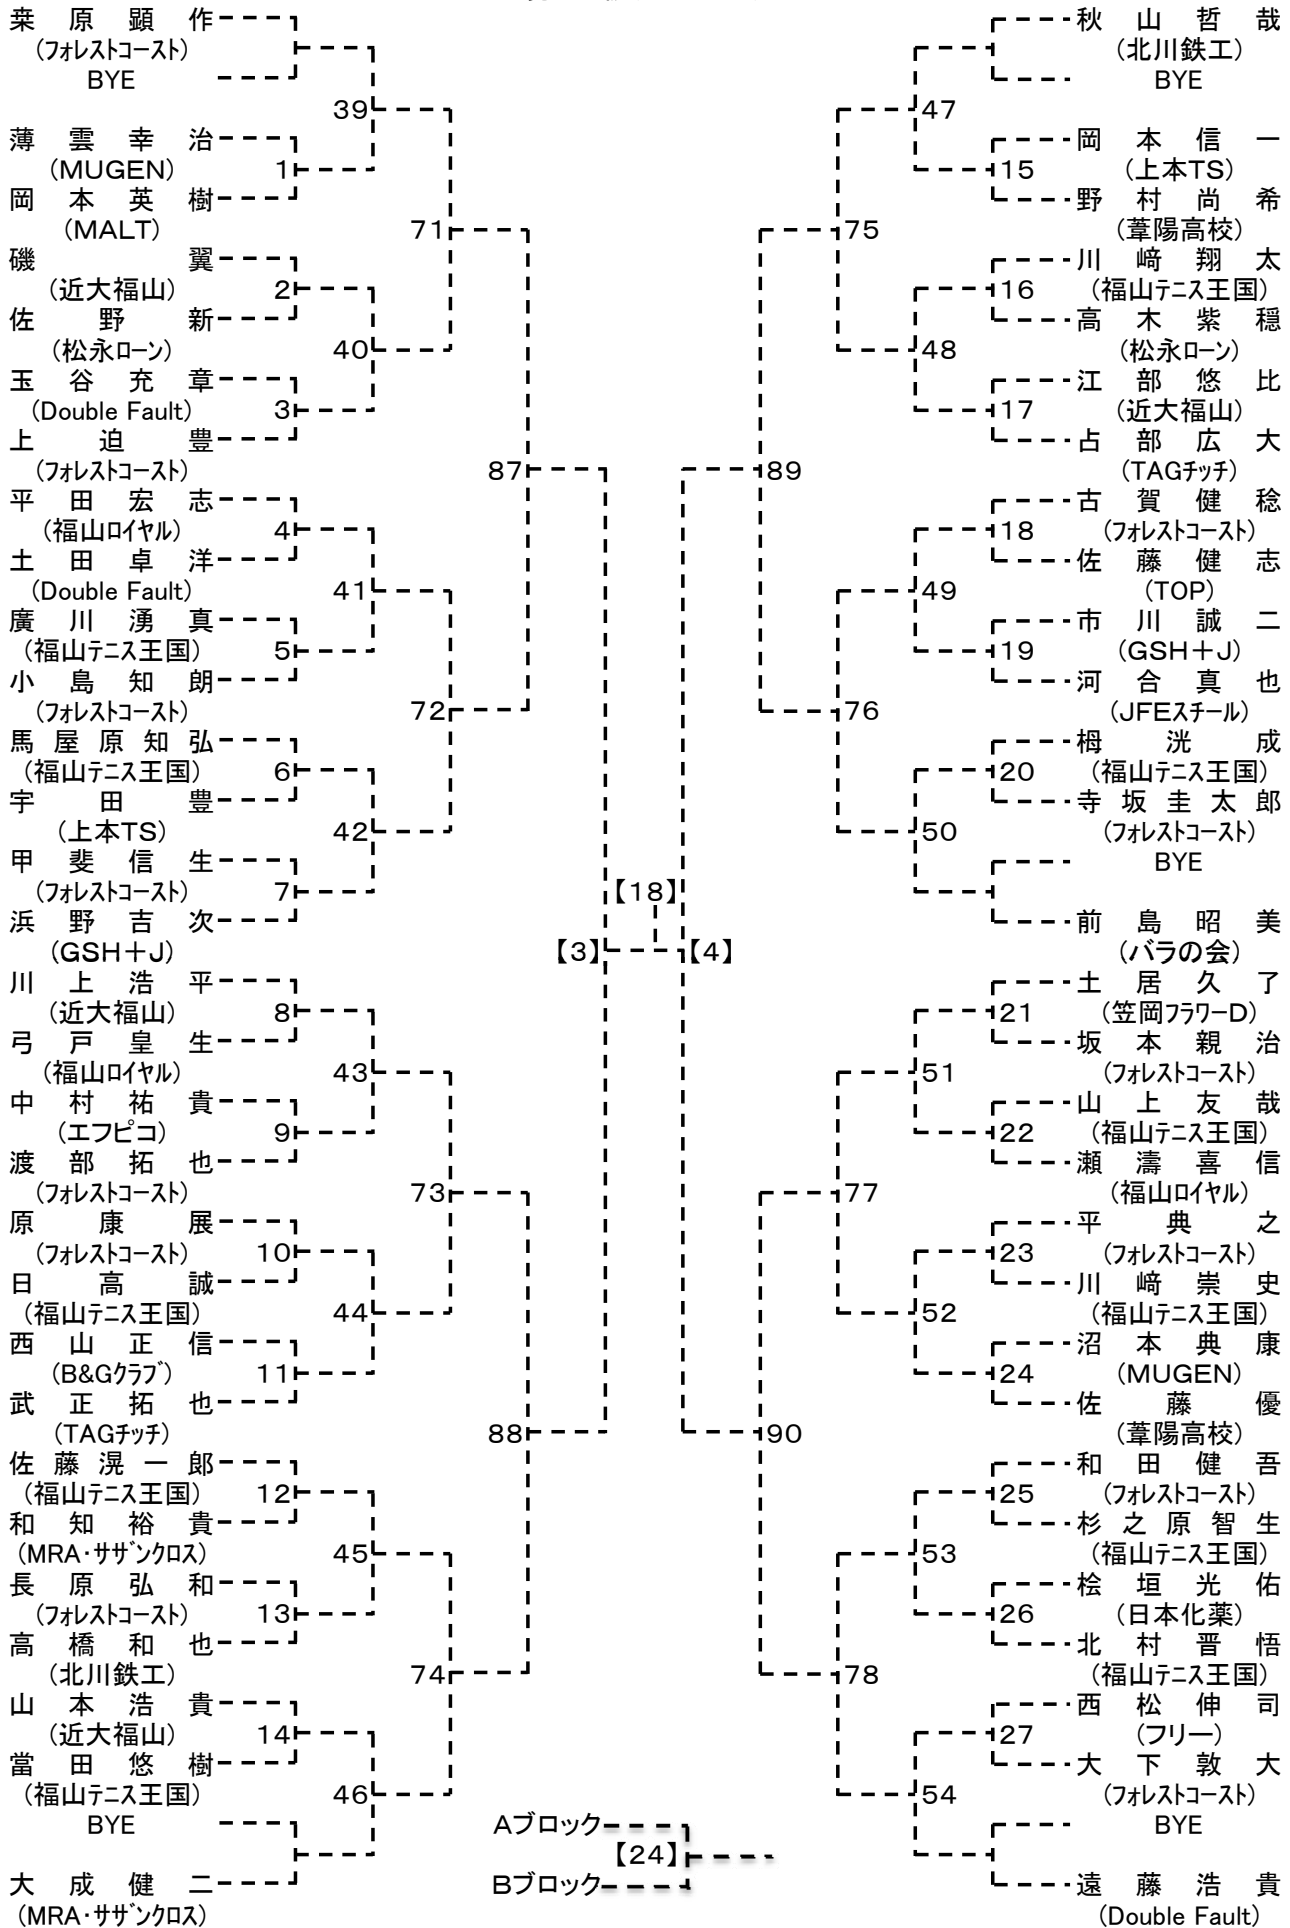 桒原顕作
(フォレストコースト)
BYE
39
薄雲幸治
(MUGEN)
1
岡本英樹
(MALT)
71
磯翼
(近大福山)
2
佐野新
(松永ローン)
40
玉谷充章
(Double Fault)
3
上迫豊
(フォレストコースト)
87
平田宏志
(福山ロイヤル)
4
土田卓洋
(Double Fault)
41
廣川湧真
(福山テニス王国)
5
小島知朗
(フォレストコースト)
72
馬屋原知弘
(福山テニス王国)
6
宇田豊
(上本TS)
42
甲斐信生
(フォレストコースト)
7
浜野吉次
(GSH+J)
川上浩平
(近大福山)
8
弓戸皇生
(福山ロイヤル)
43
中村祐貴
(エフピコ)
9
渡部拓也
(フォレストコースト)
73
原康展
(フォレストコースト)
10
日高誠
(福山テニス王国)
44
西山正信
(B&Gクラブ)
11
武正拓也
(TAGチッチ)
88
佐藤滉一郎
(福山テニス王国)
12
和知裕貴
(MRA・サザンクロス)
45
長原弘和
(フォレストコースト)
13
高橋和也
(北川鉄工)
74
山本浩貴
(近大福山)
14
當田悠樹
(福山テニス王国)
46
BYE
大成健二
(MRA・サザンクロス)
【18】
【3】
【4】
Aブロック
【24】
Bブロック
秋山哲哉
(北川鉄工)
BYE
47
岡本信一
15
(上本TS)
野村尚希
(葦陽高校)
75
川﨑翔太
16
(福山テニス王国)
高木紫穏
(松永ローン)
48
江部悠比
17
(近大福山)
占部広大
(TAGチッチ)
89
古賀健稔
18
(フォレストコースト)
佐藤健志
(TOP)
49
市川誠二
19
(GSH+J)
河合真也
(JFEスチール)
76
栂洸成
20
(福山テニス王国)
寺坂圭太郎
(フォレストコースト)
50
BYE
前島昭美
(バラの会)
土居久了
21
(笠岡フラワーD)
坂本親治
(フォレストコースト)
51
山上友哉
22
(福山テニス王国)
瀬濤喜信
(福山ロイヤル)
77
平典之
23
(フォレストコースト)
川﨑崇史
(福山テニス王国)
52
沼本典康
24
(MUGEN)
佐藤優
(葦陽高校)
90
和田健吾
25
(フォレストコースト)
杉之原智生
(福山テニス王国)
53
桧垣光佑
26
(日本化薬)
北村晋悟
(福山テニス王国)
78
西松伸司
27
(フリー)
大下敦大
(フォレストコースト)
54
BYE
遠藤浩貴
(Double Fault)